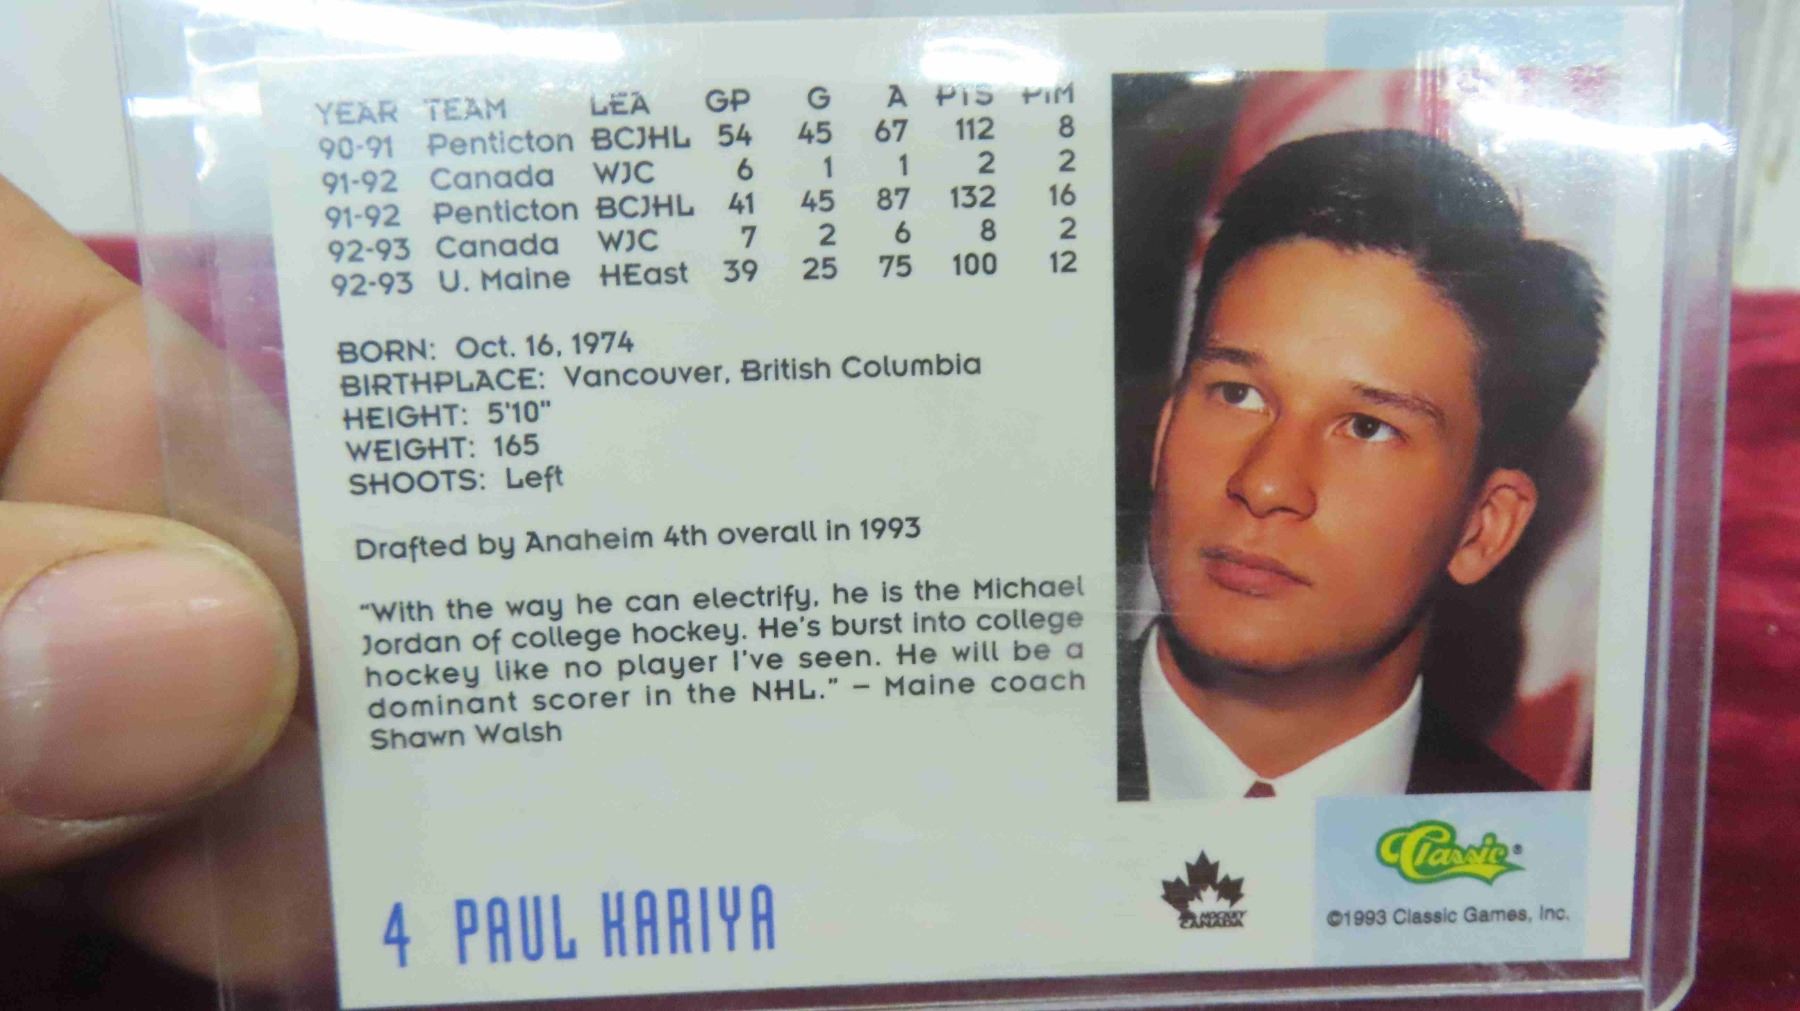 YEAR TEAM LEA GP G A PTS PIM
90-91 Penticton BCJHL 54 45 67 112 8
91-92 Canada WJC 6 1 1 2 2
91-92 Penticton BCJHL 41 45 87 132 16
92-93 Canada WJC 7 2 6 8 2
92-93 U. Maine HEast 39 25 75 100 12
BORN: Oct. 16, 1974
BIRTHPLACE: Vancouver, British Columbia
HEIGHT: 5'10"
WEIGHT: 165
SHOOTS: Left
Drafted by Anaheim 4th overall in 1993
"With the way he can electrify, he is the Michael
Jordan of college hockey. He's burst into college
hockey like no player I've seen. He will be a
dominant scorer in the NHL." – Maine coach
Shawn Walsh
4 PAUL KARIYA
HOCKEY
CANADA
Classic®
©1993 Classic Games, Inc.